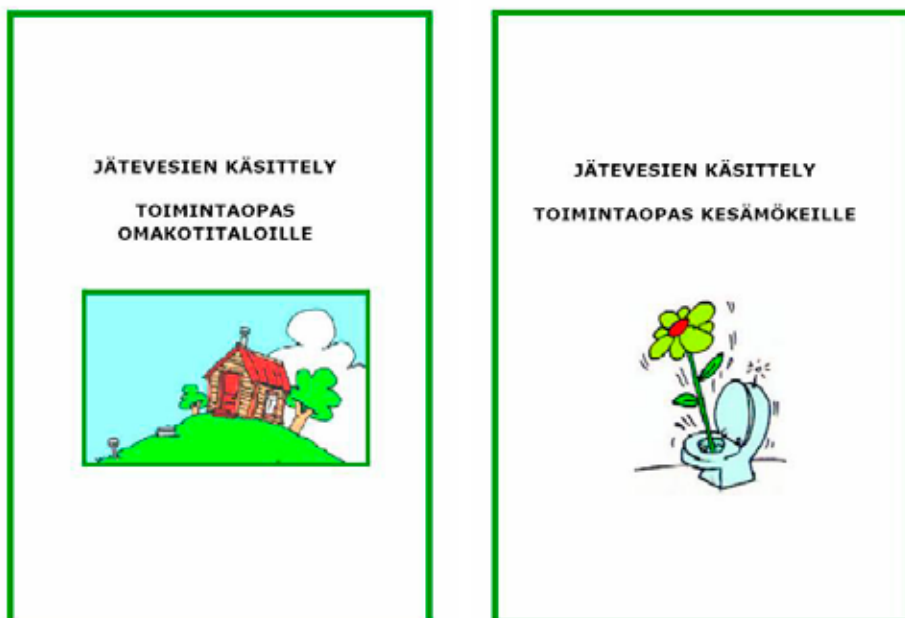 JÄTEVESIEN KÄSITTELY
TOIMINTAOPAS
OMAKOTITALOILLE
JÄTEVESIEN KÄSITTELY
TOIMINTAOPAS KESÄMÖKEILLE